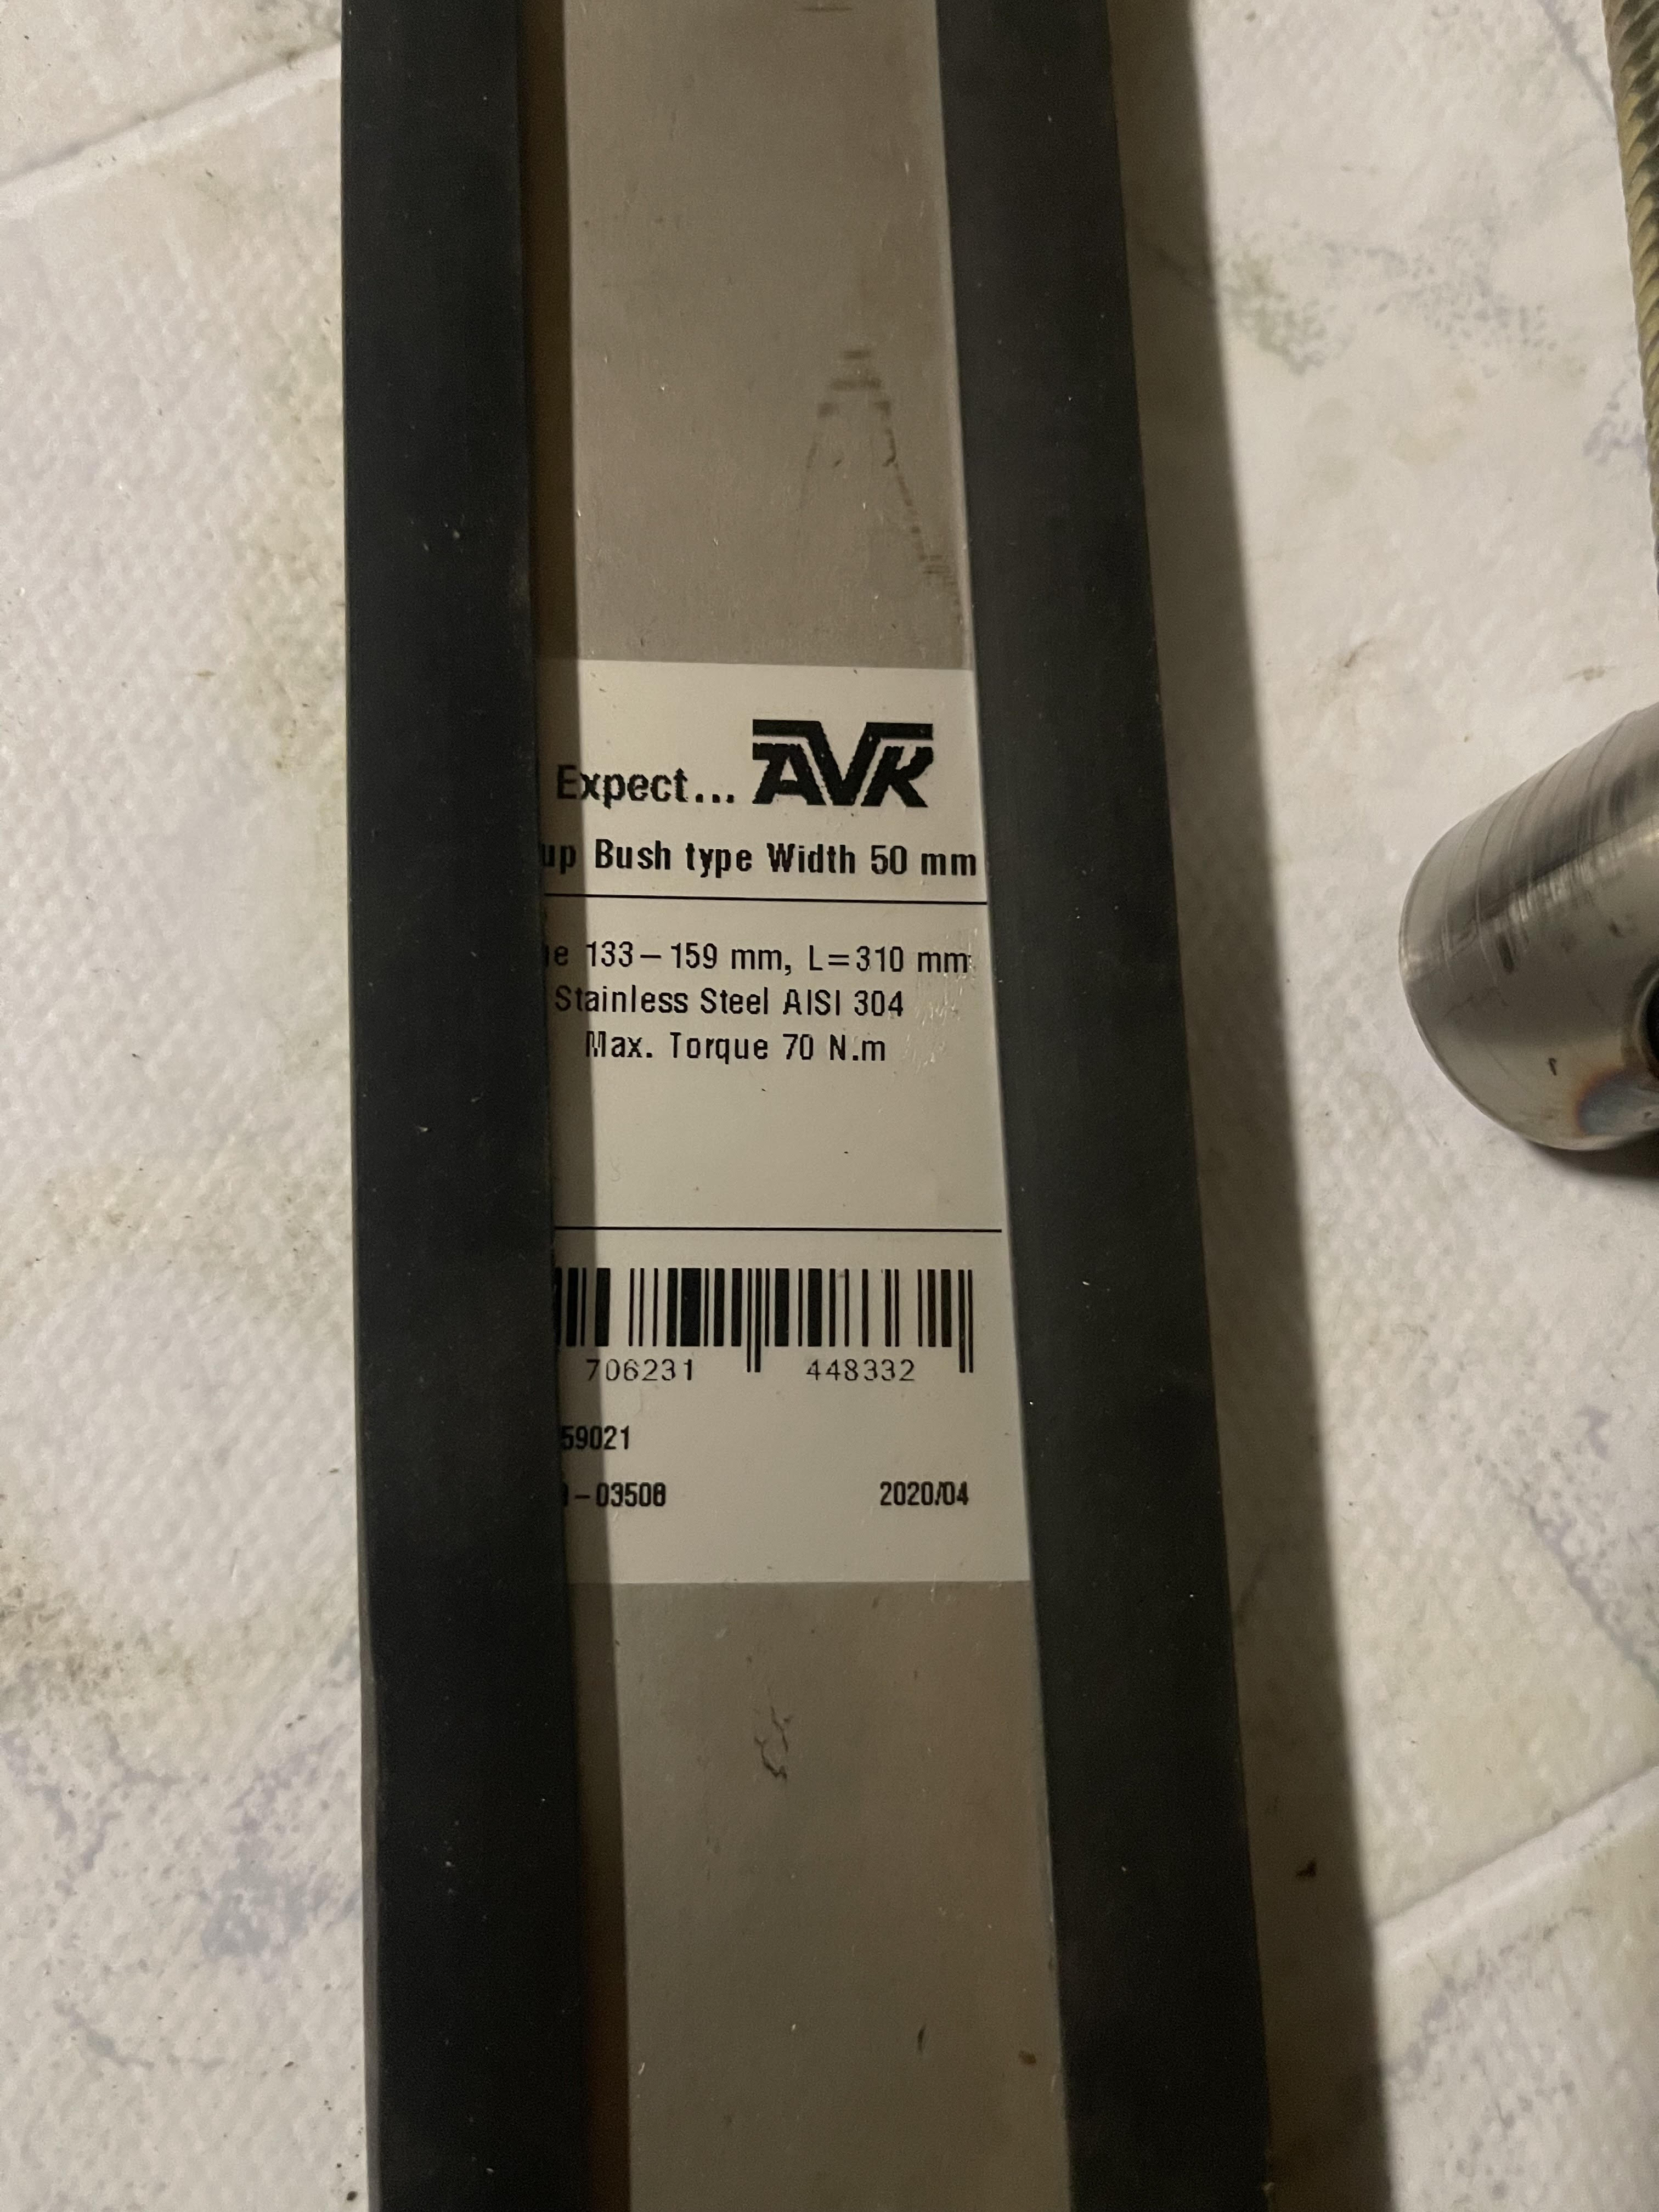 Expect... AVK
up Bush type Width 50 mm
e 133–159 mm, L=310 mm
Stainless Steel AISI 304
Max. Torque 70 N.m
706231 448332
59021
–03508 2020/04